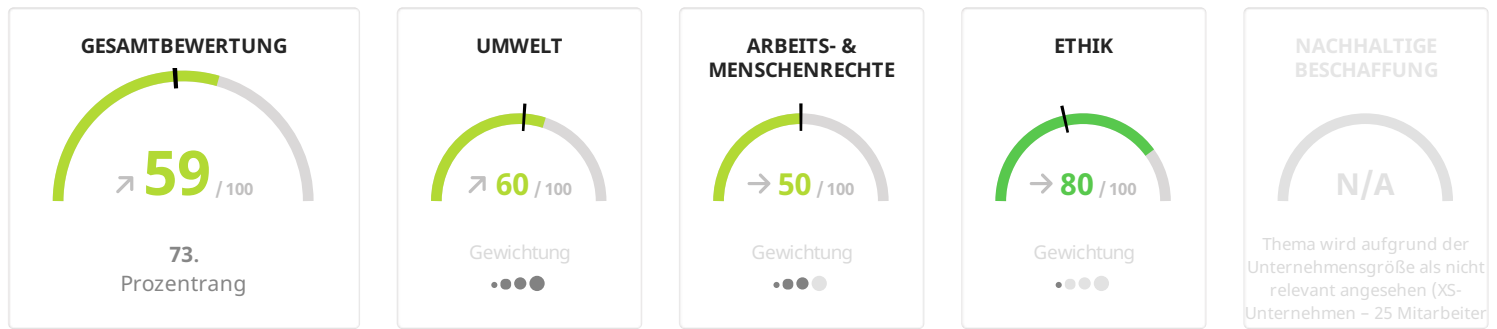 GESAMTBEWERTUNG
59 / 100
73.
Prozentrang
UMWELT
60 / 100
Gewichtung
ARBEITS- &
MENSCHENRECHTE
50 / 100
Gewichtung
ETHIK
80 / 100
Gewichtung
NACHHALTIGE
BESCHAFFUNG
N/A
Thema wird aufgrund der
Unternehmensgröße als nicht
relevant angesehen (XS-
Unternehmen – 25 Mitarbeiter